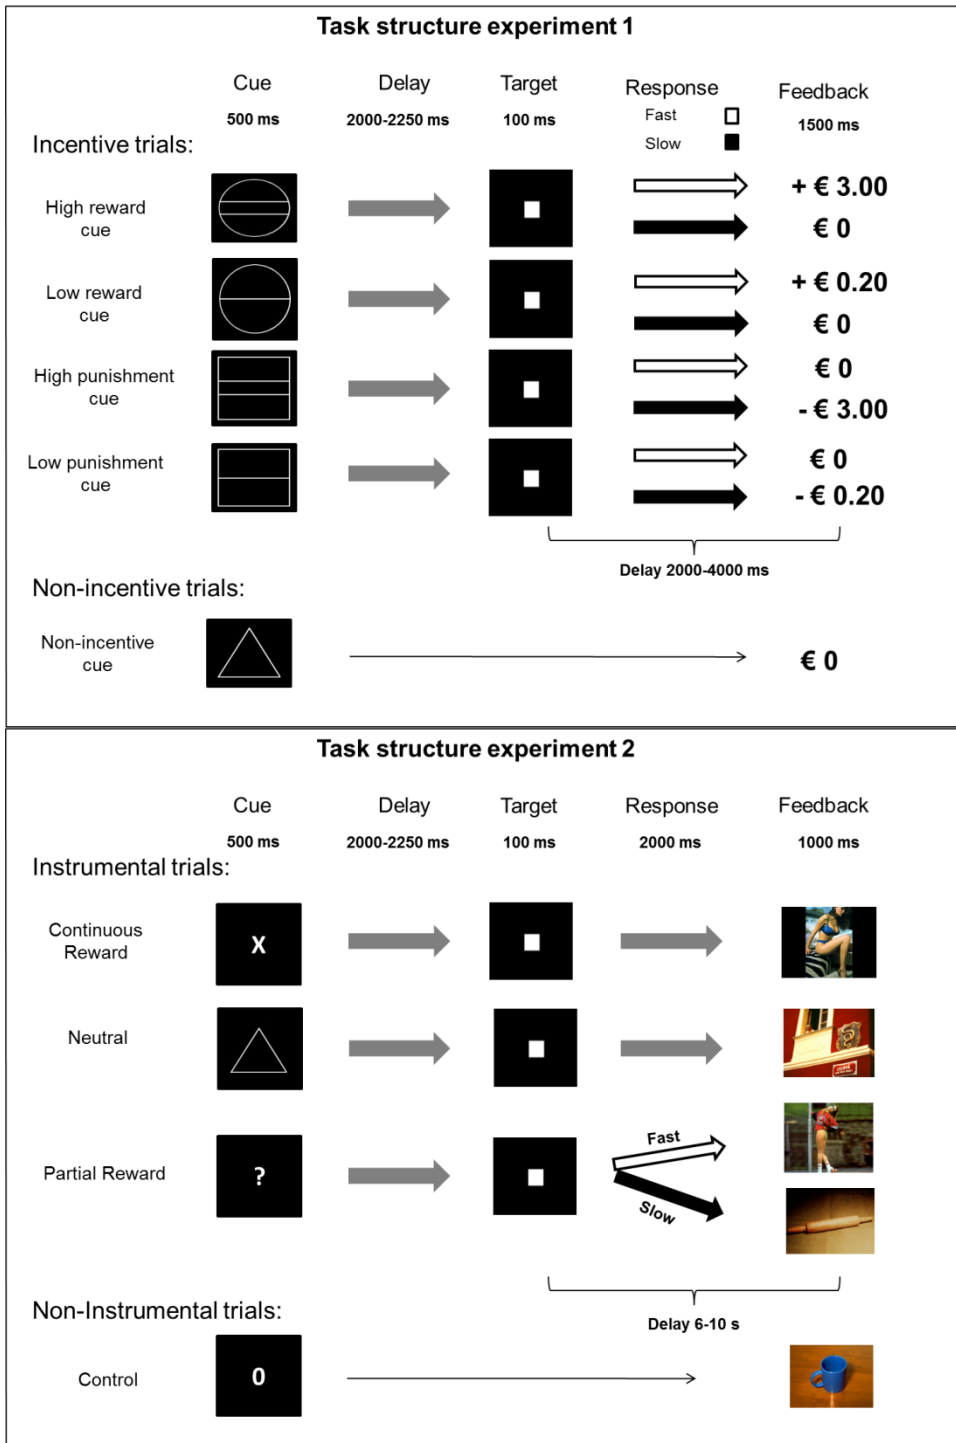 Task structure experiment 1
Cue
Delay
Target
Response
Feedback
500 ms
2000-2250 ms
100 ms
Fast
Slow
1500 ms
Incentive trials:
High reward
cue
+ € 3.00
€ 0
Low reward
cue
+ € 0.20
€ 0
High punishment
cue
€ 0
- € 3.00
Low punishment
cue
€ 0
- € 0.20
Delay 2000-4000 ms
Non-incentive trials:
Non-incentive
cue
€ 0
Task structure experiment 2
Cue
Delay
Target
Response
Feedback
500 ms
2000-2250 ms
100 ms
2000 ms
1000 ms
Instrumental trials:
Continuous
Reward
X
Neutral
Partial Reward
?
Fast
Slow
Delay 6-10 s
Non-Instrumental trials:
Control
0